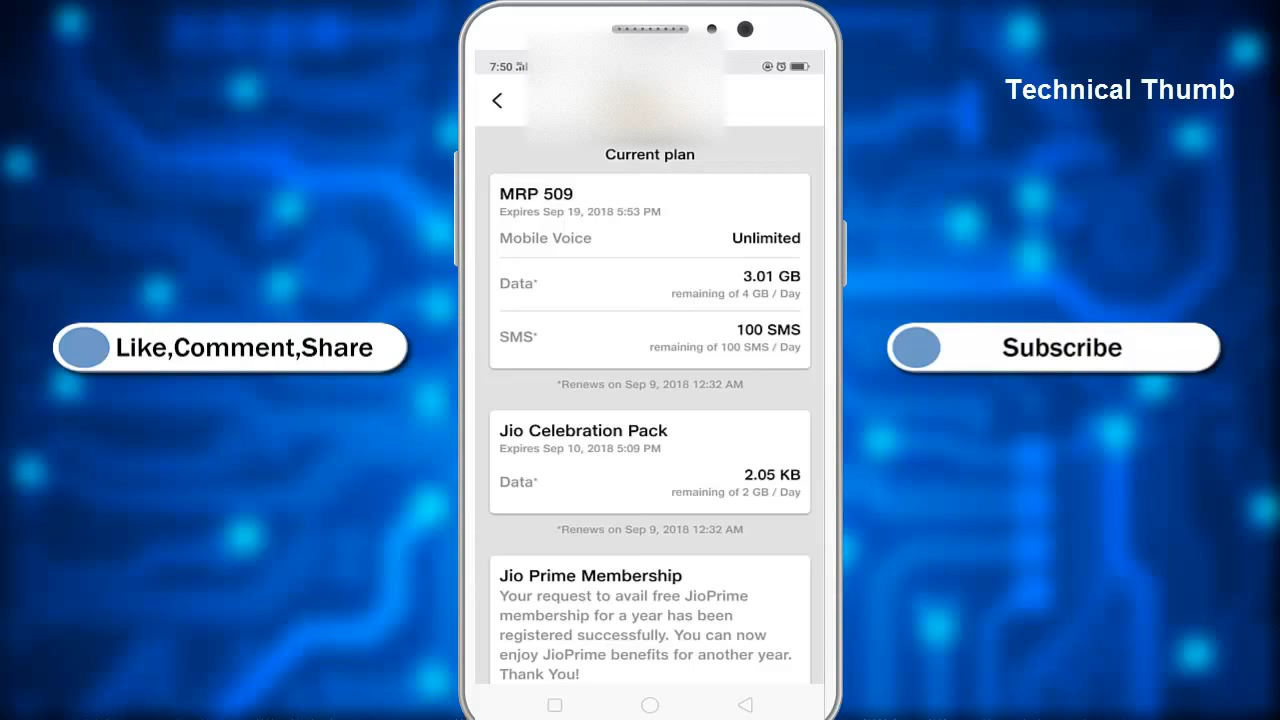 Technical Thumb
7:50
Current plan
MRP 509
Expires Sep 19, 2018 5:53 PM
Mobile Voice Unlimited
Data* 3.01 GB
remaining of 4 GB / Day
SMS* 100 SMS
remaining of 100 SMS / Day
*Renews on Sep 9, 2018 12:32 AM
Like,Comment,Share
Subscribe
Jio Celebration Pack
Expires Sep 10, 2018 5:09 PM
Data* 2.05 KB
remaining of 2 GB / Day
*Renews on Sep 9, 2018 12:32 AM
Jio Prime Membership
Your request to avail free JioPrime
membership for a year has been
registered successfully. You can now
enjoy JioPrime benefits for another year.
Thank You!